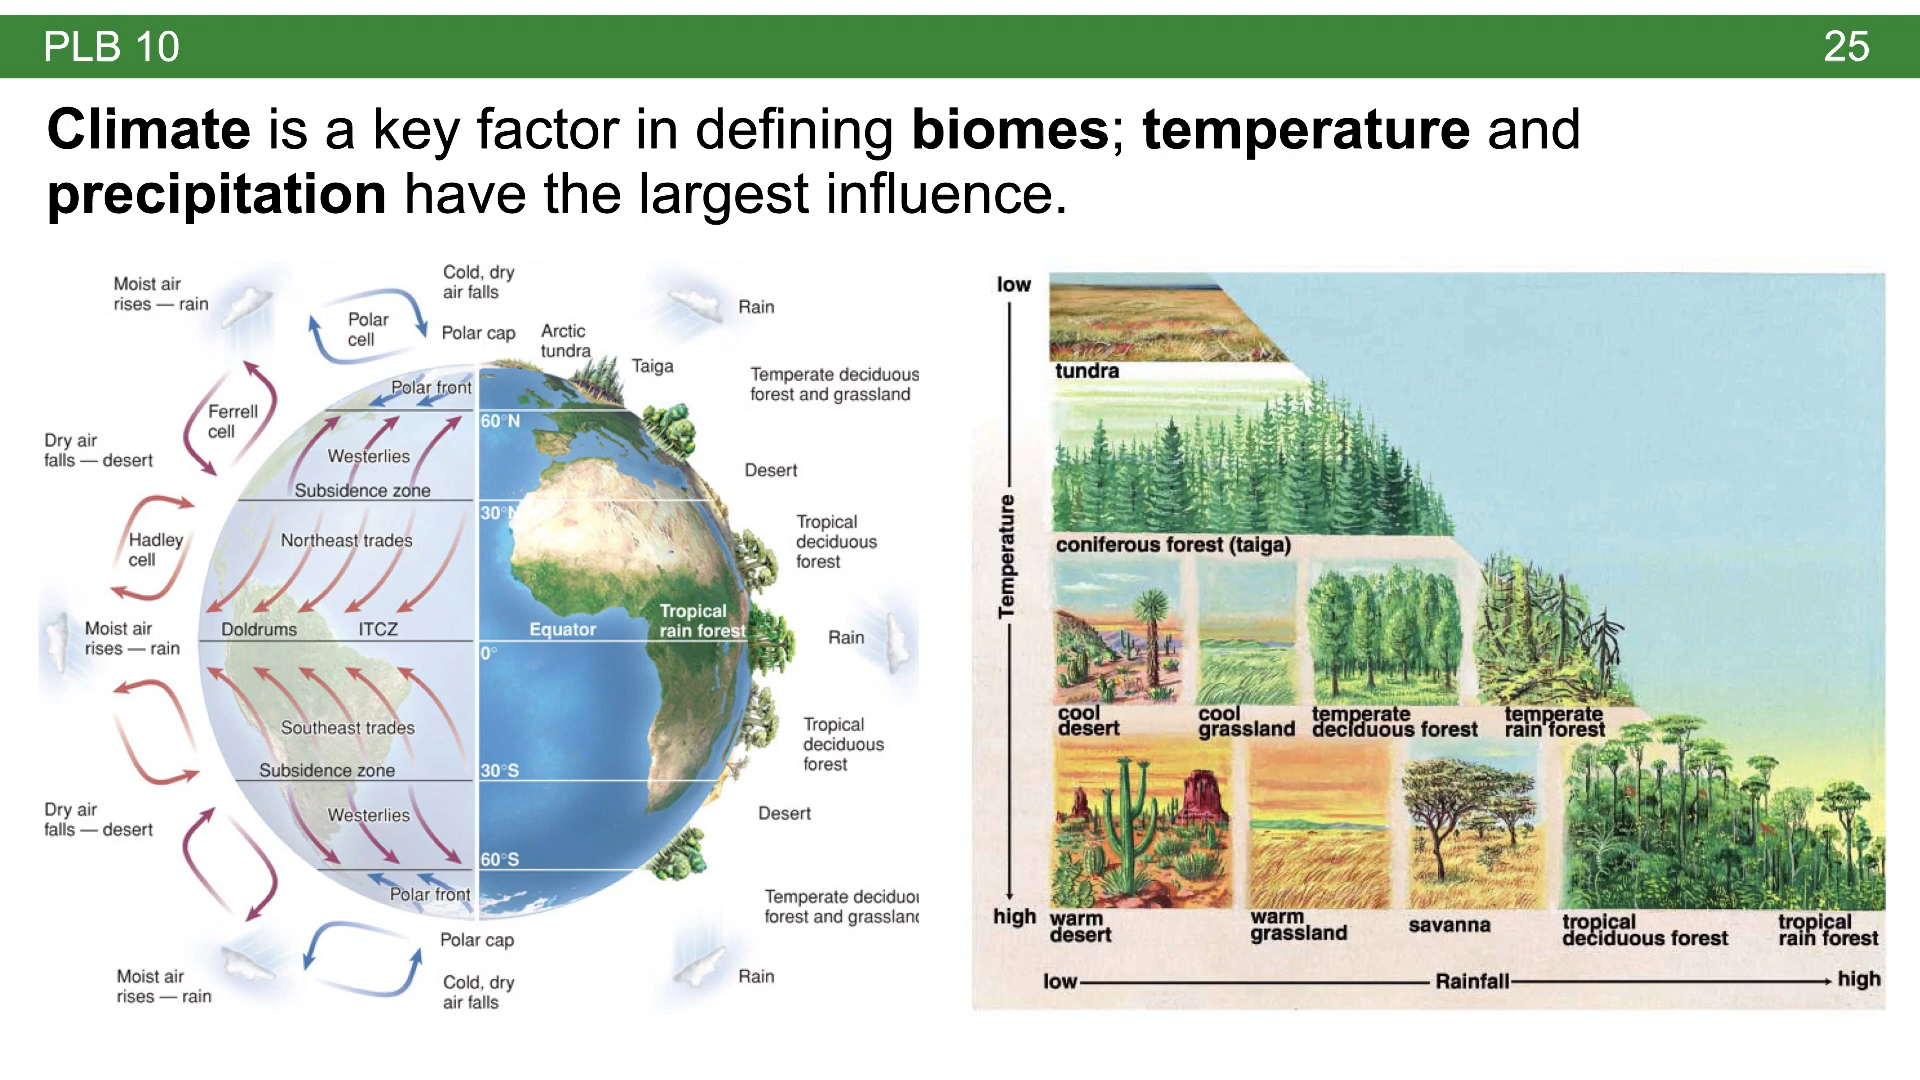 PLB 10
25
Climate is a key factor in defining biomes; temperature and
precipitation have the largest influence.
Moist air
rises — rain
Polar
cell
Cold, dry
air falls
Polar cap
Arctic
tundra
Taiga
Rain
Temperate deciduous
forest and grassland
Polar front
60°N
Ferrell
cell
Westerlies
Dry air
falls — desert
Subsidence zone
30°N
Desert
Hadley
cell
Northeast trades
Tropical
deciduous
forest
Moist air
rises — rain
Doldrums
ITCZ
Equator
0°
Tropical
rain forest
Rain
Southeast trades
Tropical
deciduous
forest
Subsidence zone
30°S
Desert
Dry air
falls — desert
Westerlies
60°S
Polar front
Temperate deciduou
forest and grassland
Polar cap
Cold, dry
air falls
Moist air
rises — rain
Rain
low
Temperature
high
tundra
coniferous forest (taiga)
cool
desert
cool
grassland
temperate
deciduous forest
temperate
rain forest
warm
desert
warm
grassland
savanna
tropical
deciduous forest
tropical
rain forest
low
Rainfall
high